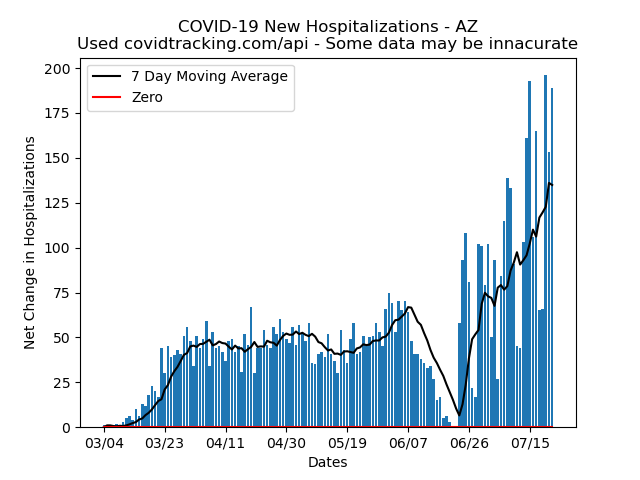 COVID-19 New Hospitalizations - AZ
Used covidtracking.com/api - Some data may be innacurate
7 Day Moving Average
Zero
Net Change in Hospitalizations
200
175
150
125
100
75
50
25
0
03/04 03/23 04/11 04/30 05/19 06/07 06/26 07/15
Dates